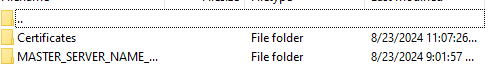 ..
Certificates File folder 8/23/2024 11:07:26...
MASTER_SERVER_NAME_... File folder 8/23/2024 9:01:57 ...